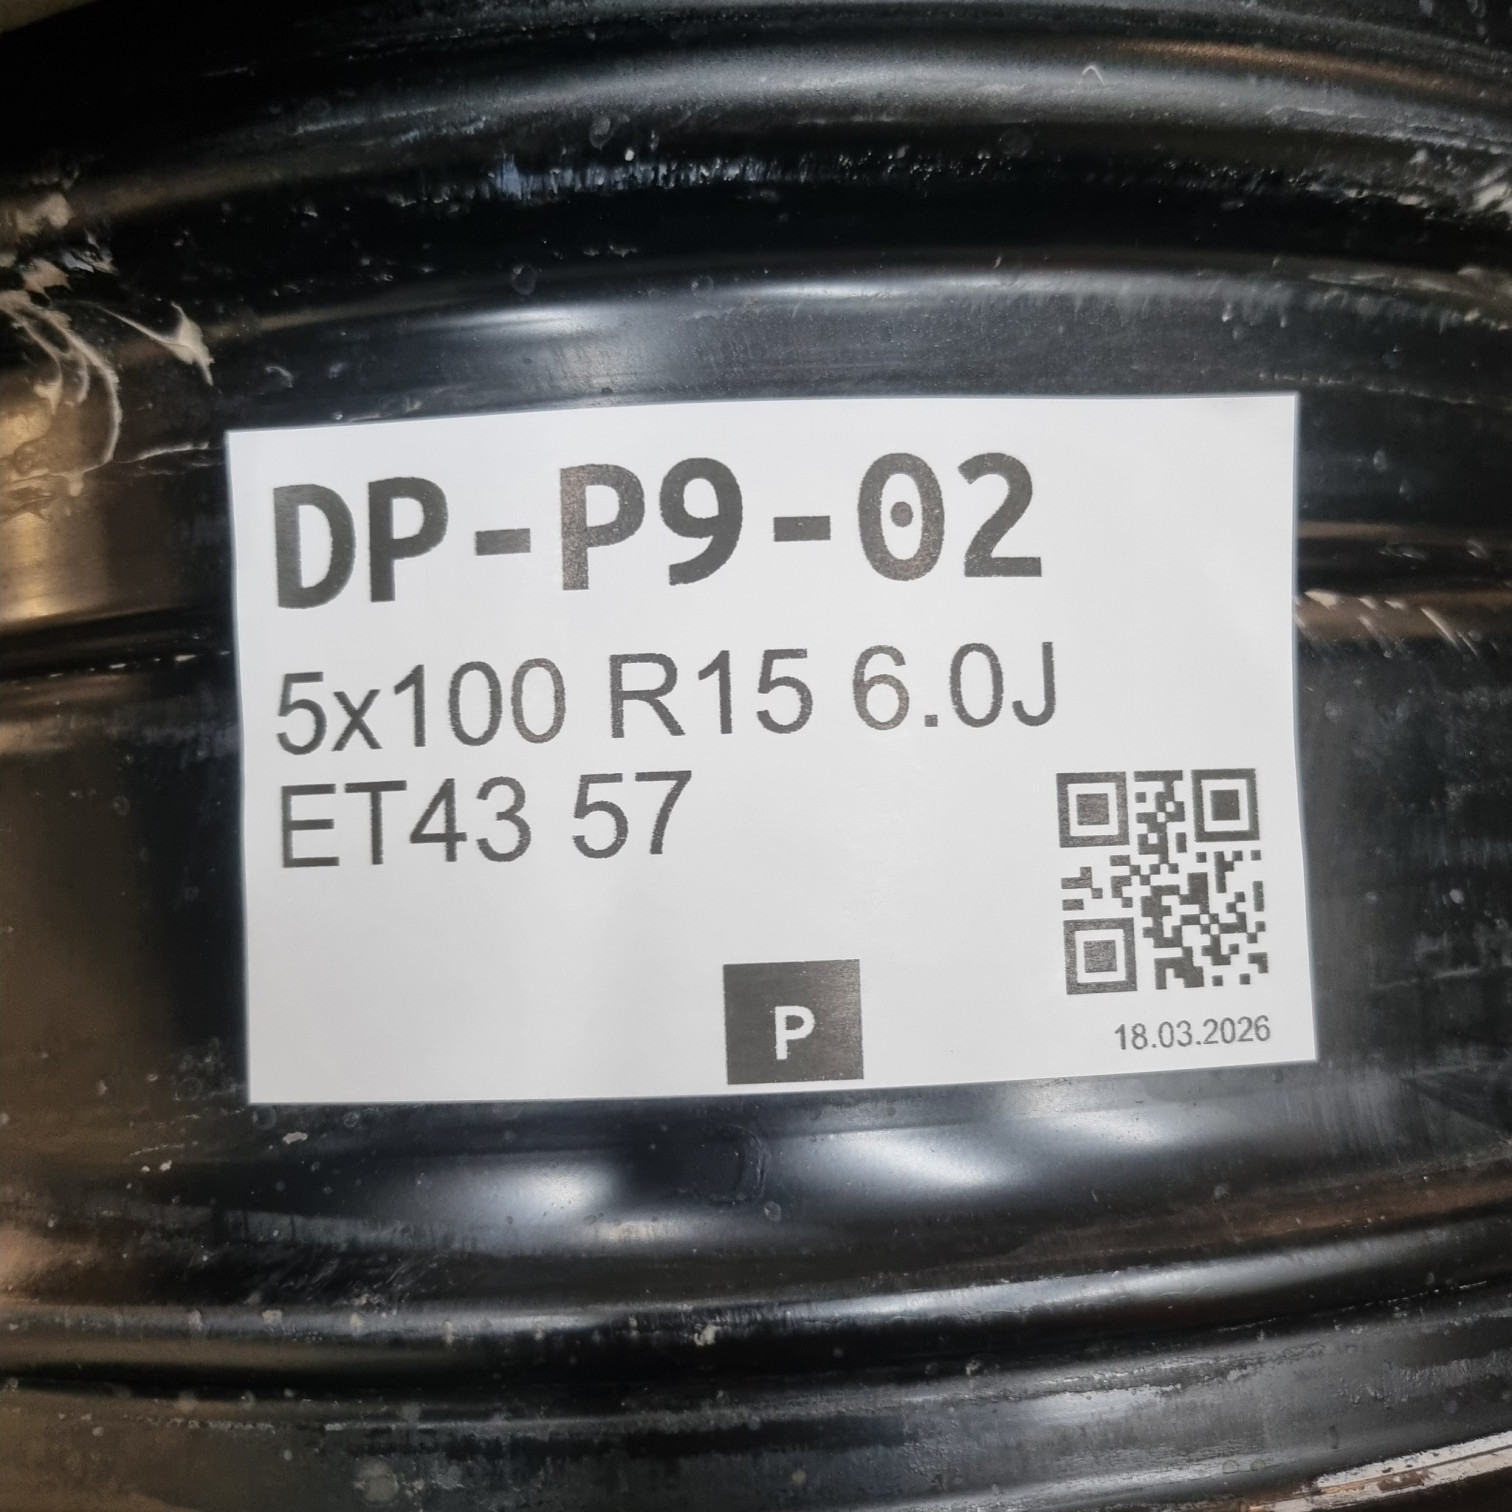 DP-P9-02
5x100 R15 6.0J
ET43 57
P
18.03.2026